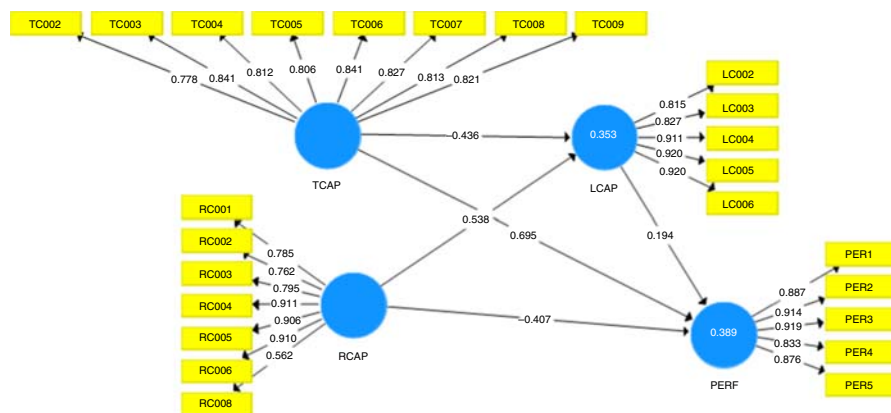 TC002 TC003 TC004 TC005 TC006 TC007 TC008 TC009
0.778 0.841 0.812 0.806 0.841 0.827 0.813 0.821
TCAP
–0.436
0.353
LCAP
0.815
0.827
0.911
0.920
0.920
LC002
LC003
LC004
LC005
LC006
RC001
RC002
RC003
RC004
RC005
RC006
RC008
0.785
0.762
0.795
0.911
0.906
0.910
0.562
RCAP
0.538
0.695
0.194
–0.407
0.389
PERF
0.887
0.914
0.919
0.833
0.876
PER1
PER2
PER3
PER4
PER5